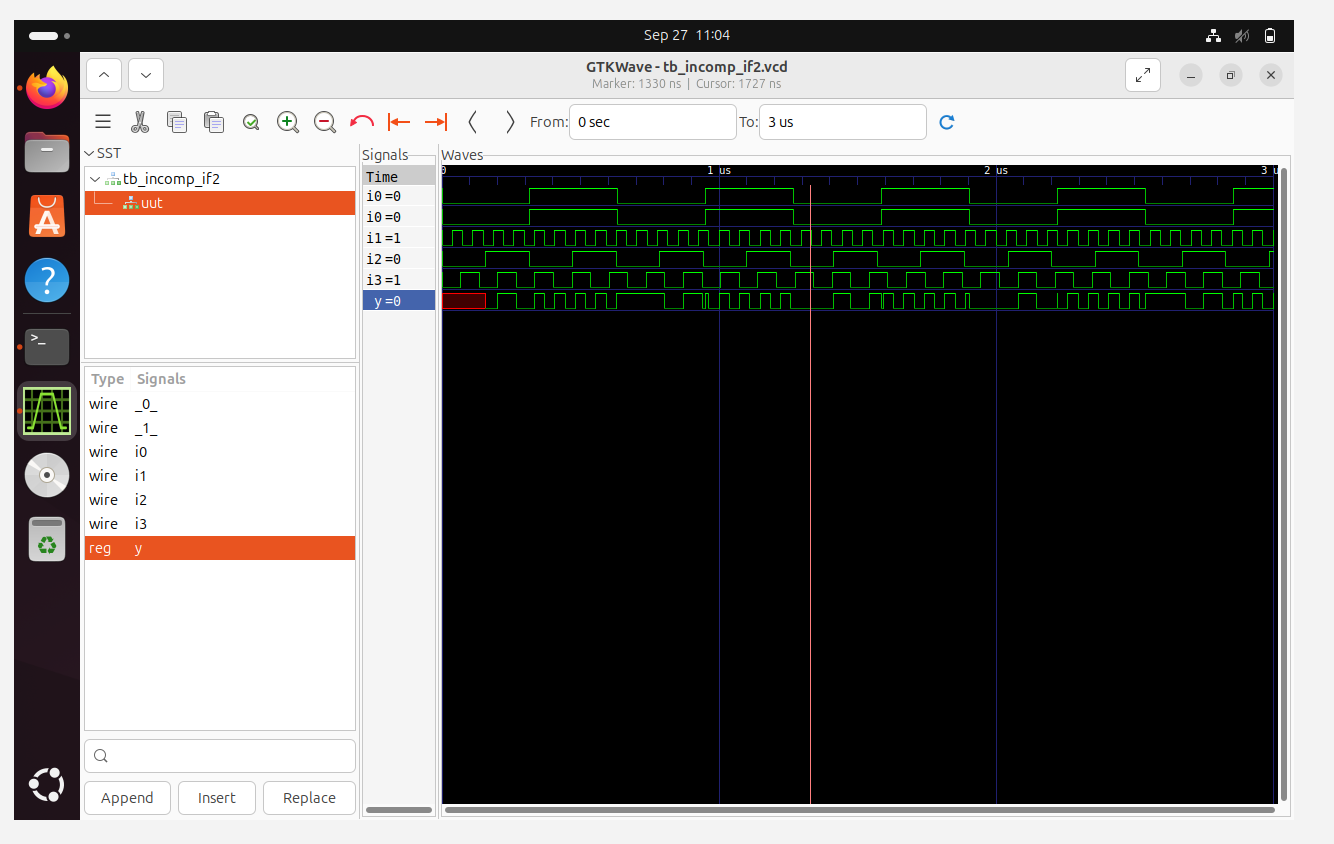 Sep 27 11:04
GTKWave - tb_incomp_if2.vcd
Marker: 1330 ns | Cursor: 1727 ns
From: 0 sec To: 3 us
SST
tb_incomp_if2
uut
Type Signals
wire _0_
wire _1_
wire i0
wire i1
wire i2
wire i3
reg y
Append Insert Replace
Signals
Time
i0=0
i0=0
i1=1
i2=0
i3=1
y=0
Waves
0 1 us 2 us 3 u
>_
?